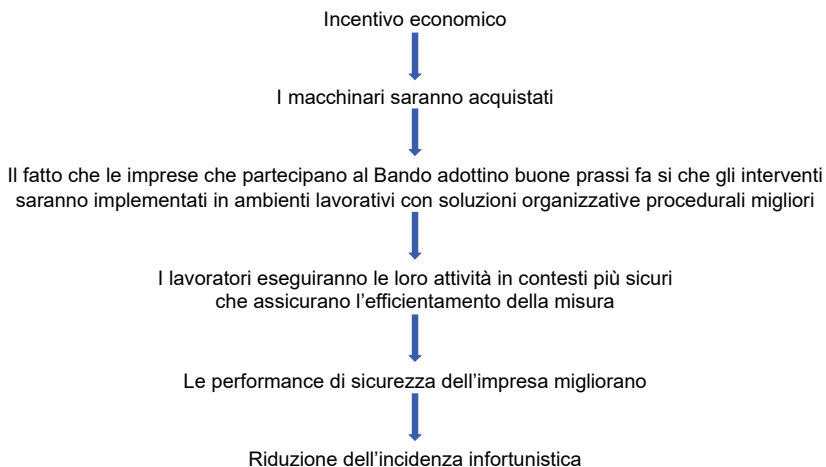 Incentivo economico
I macchinari saranno acquistati
Il fatto che le imprese che partecipano al Bando adottino buone prassi fa si che gli interventi
saranno implementati in ambienti lavorativi con soluzioni organizzative procedurali migliori
I lavoratori eseguiranno le loro attività in contesti più sicuri
che assicurano l’efficientamento della misura
Le performance di sicurezza dell’impresa migliorano
Riduzione dell’incidenza infortunistica